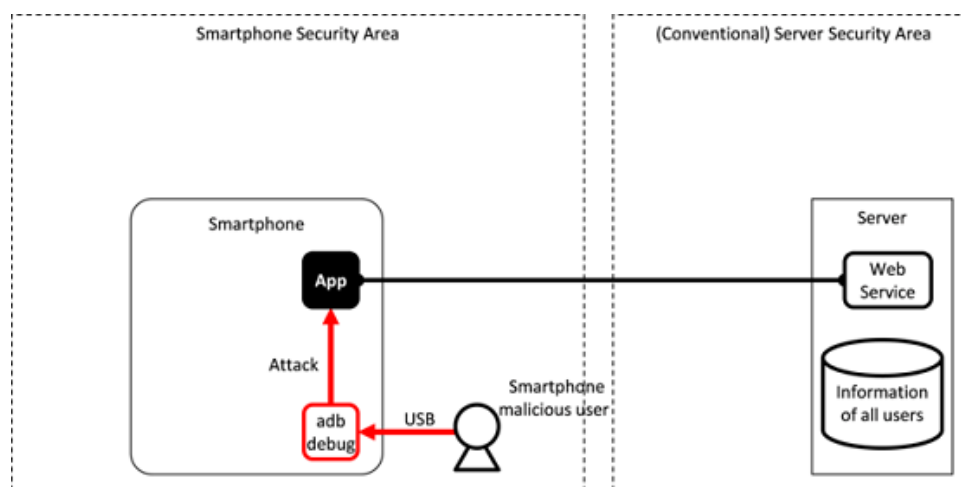 Smartphone Security Area
(Conventional) Server Security Area
Smartphone
Server
App
Web
Service
Attack
Smartphone
malicious user
USB
adb
debug
Information
of all users